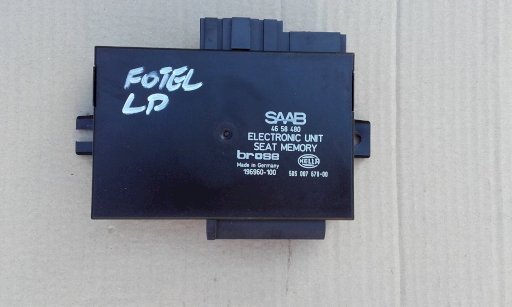 FOTEL
LP
SAAB
46 58 480
ELECTRONIC UNIT
SEAT MEMORY
brose
HELLA
Made in Germany
196960-100
5DS 007 670-00